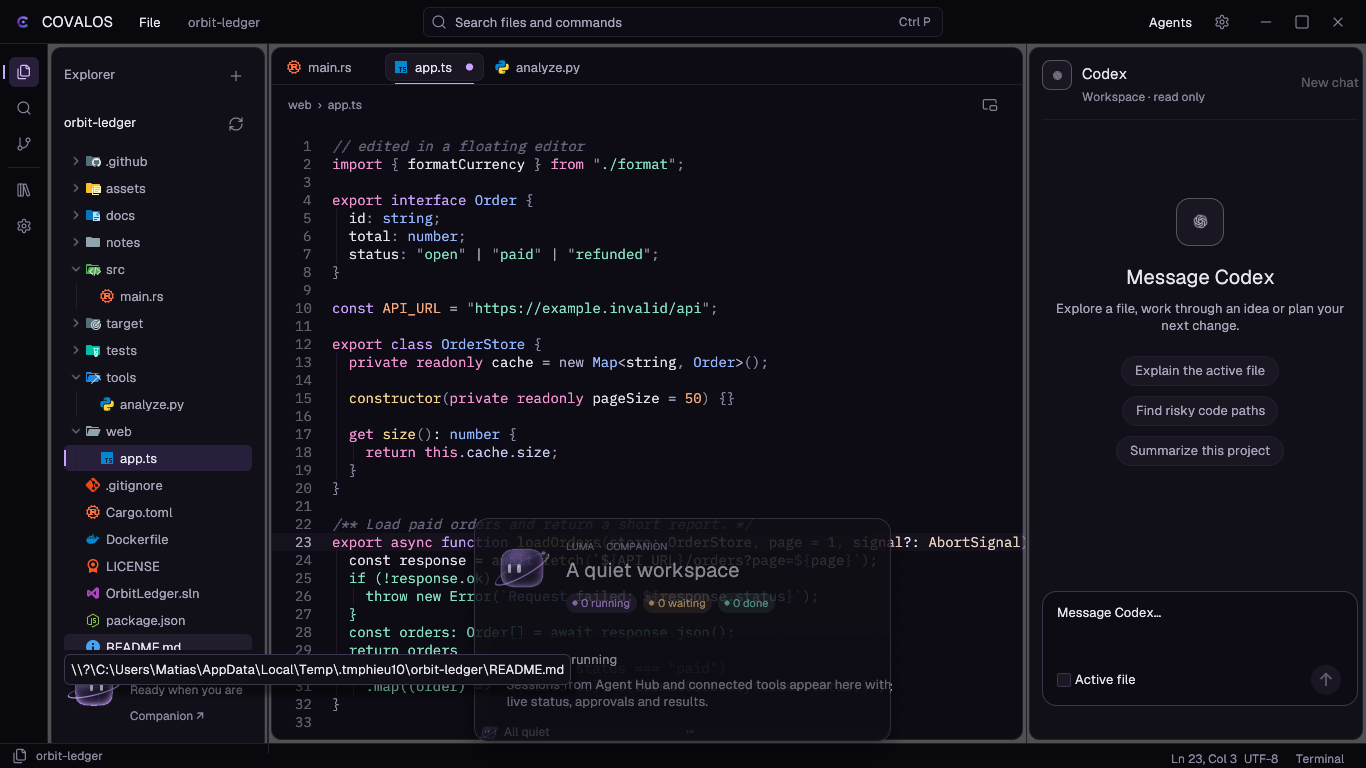 COVALOS File orbit-ledger
Search files and commands Ctrl P
Agents
Explorer
orbit-ledger
.github
assets
docs
notes
src
main.rs
target
tests
tools
analyze.py
web
app.ts
.gitignore
Cargo.toml
Dockerfile
LICENSE
OrbitLedger.sln
package.json
README.md
\\?\C:\Users\Matias\AppData\Local\Temp\.tmphieu10\orbit-ledger\README.md
Ready when you are
Companion ↗
main.rs app.ts analyze.py
web › app.ts
1 // edited in a floating editor
2 import { formatCurrency } from "./format";
3
4 export interface Order {
5 id: string;
6 total: number;
7 status: "open" | "paid" | "refunded";
8 }
9
10 const API_URL = "https://example.invalid/api";
11
12 export class OrderStore {
13 private readonly cache = new Map<string, Order>();
14
15 constructor(private readonly pageSize = 50) {}
16
17 get size(): number {
18 return this.cache.size;
19 }
20 }
21
22 /** Load paid orders and return a short report. */
23 export async function loadOrders(store: OrderStore, page = 1, signal?: AbortSignal)
24 const response = await fetch(`${API_URL}/orders?page=${page}`);
25 if (!response.ok)
26 throw new Error(`Request failed: ${response.status}`);
27 }
28 const orders: Order[] = await response.json();
29 return orders
status === "paid")
31 .map((order) =>
32 }
33
LUMA · COMPANION
A quiet workspace
0 running 0 waiting 0 done
running
Sessions from Agent Hub and connected tools appear here with
live status, approvals and results.
All quiet
Codex
Workspace · read only
New chat
Message Codex
Explore a file, work through an idea or plan your
next change.
Explain the active file
Find risky code paths
Summarize this project
Message Codex…
Active file
orbit-ledger
Ln 23, Col 3 UTF-8 Terminal